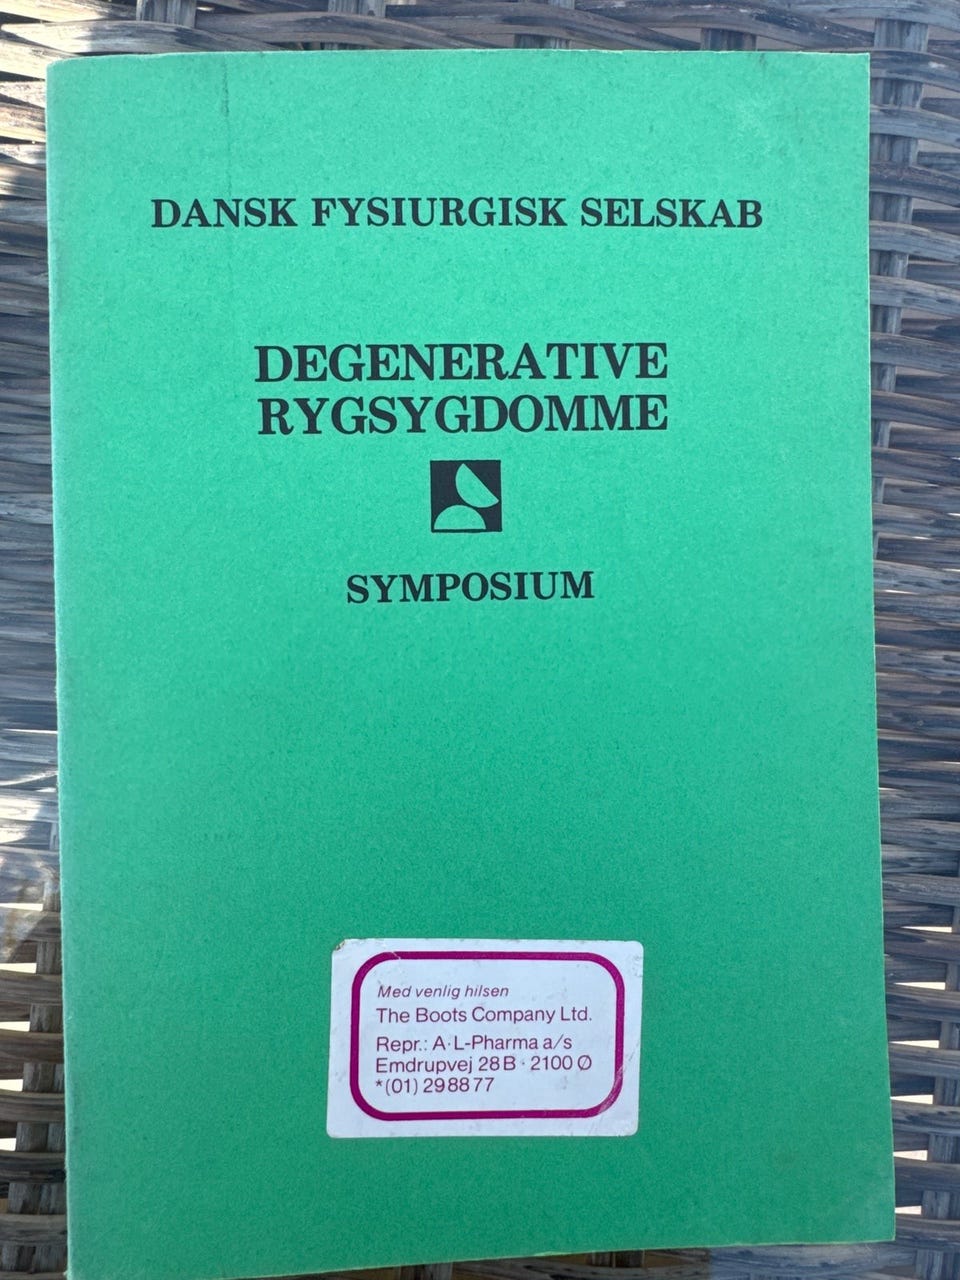 DANSK FYSIURGISK SELSKAB
DEGENERATIVE
RYGSYGDOMME
SYMPOSIUM
Med venlig hilsen
The Boots Company Ltd.
Repr.: A·L-Pharma a/s
Emdrupvej 28 B · 2100 Ø
*(01) 29 88 77